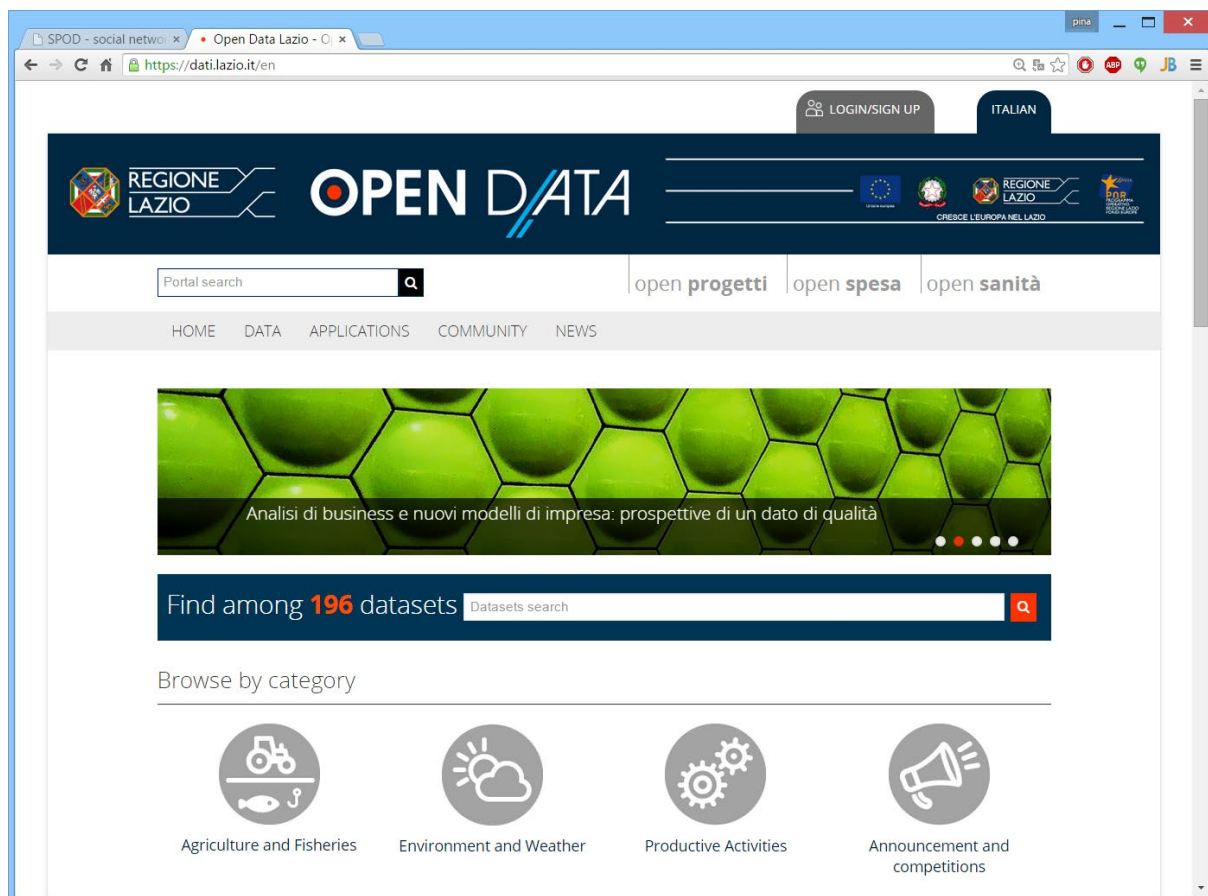 pina
SPOD - social netwo
Open Data Lazio - O
https://dati.lazio.it/en
ABP
JB
LOGIN/SIGN UP
ITALIAN
REGIONE
LAZIO
OPEN DATA
REGIONE
LAZIO
POR
CRESCE L'EUROPA NEL LAZIO
Portal search
open progetti
open spesa
open sanità
HOME DATA APPLICATIONS COMMUNITY NEWS
Analisi di business e nuovi modelli di impresa: prospettive di un dato di qualità
Find among 196 datasets
Datasets search
Browse by category
Agriculture and Fisheries
Environment and Weather
Productive Activities
Announcement and
competitions